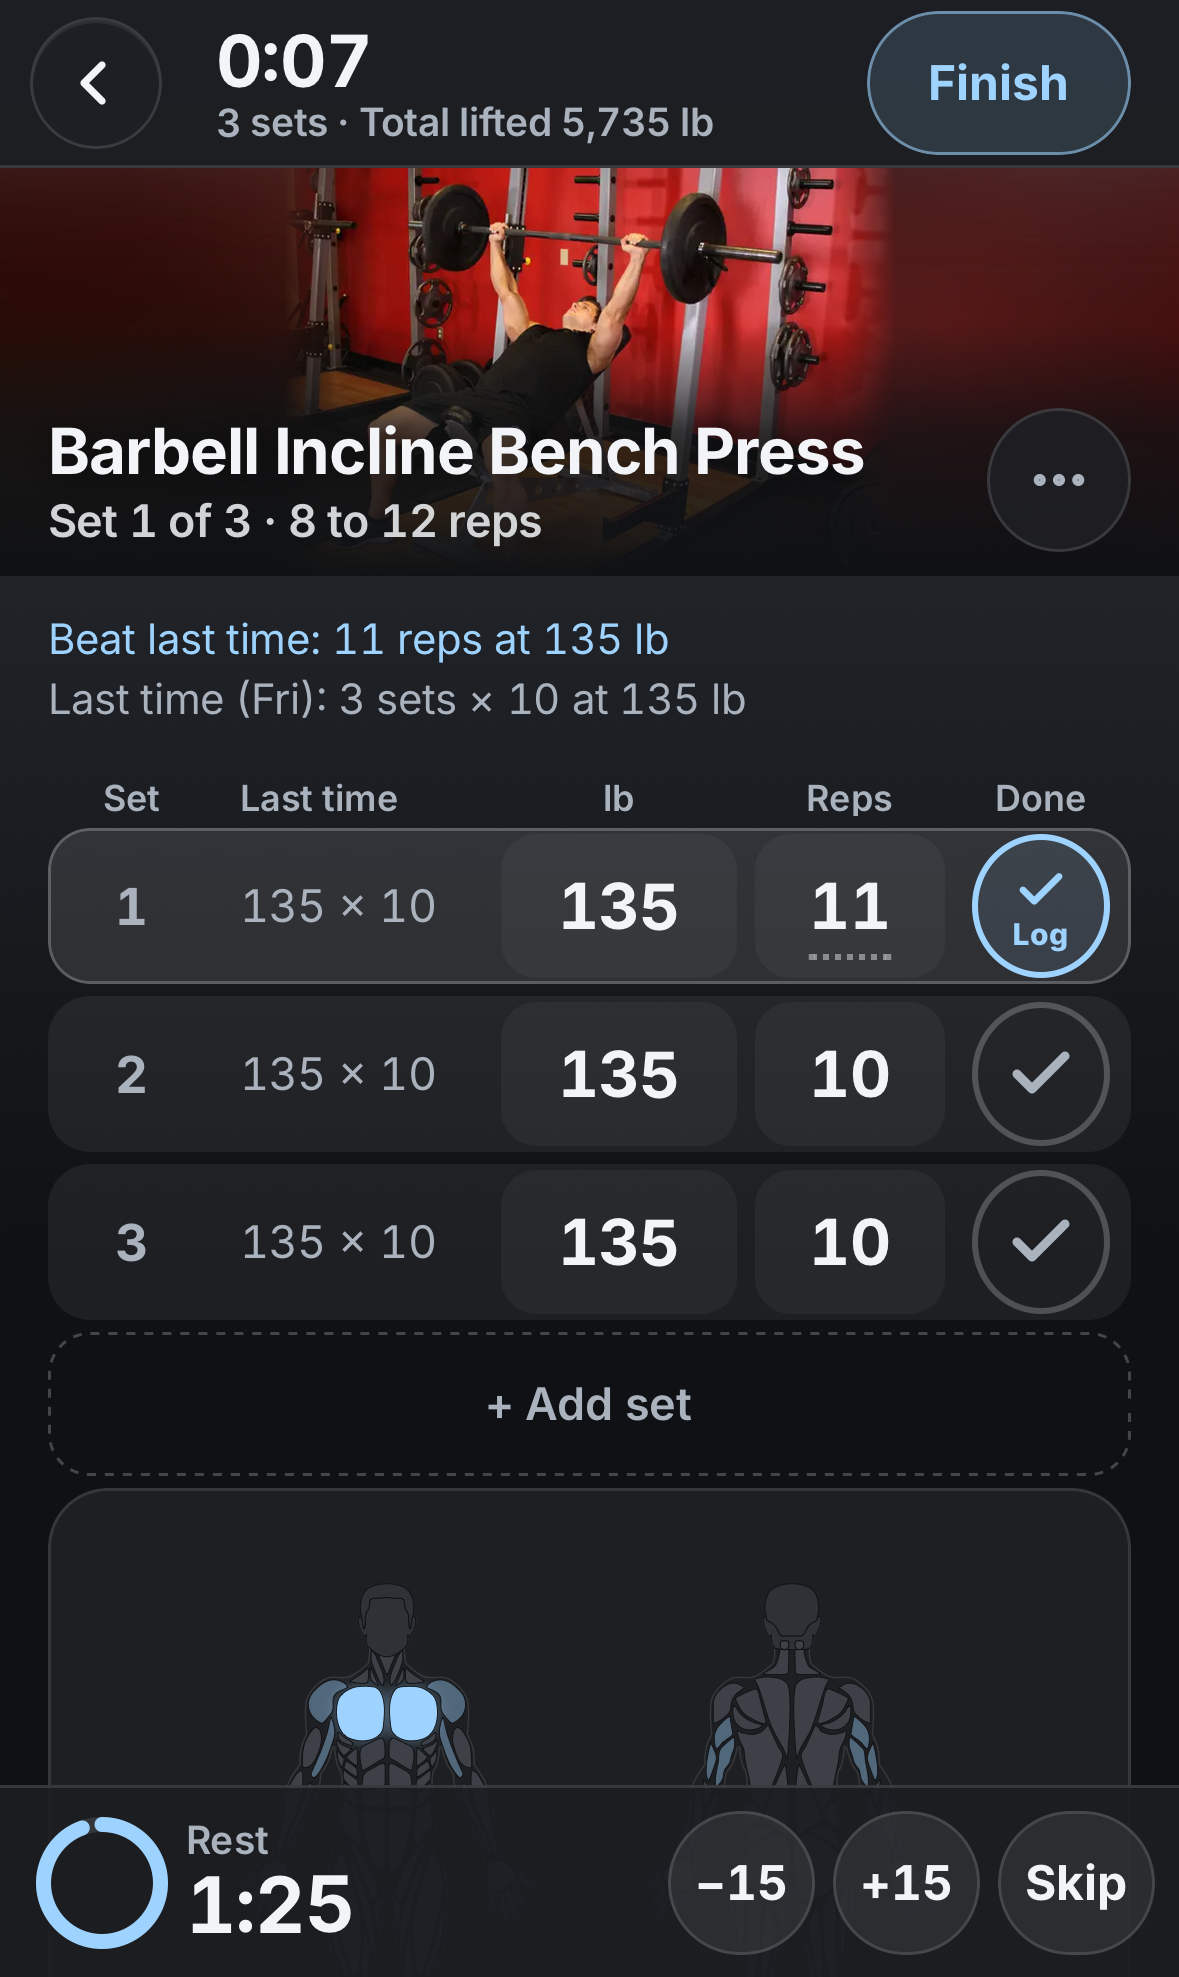 0:07
3 sets · Total lifted 5,735 lb
Finish
Barbell Incline Bench Press
Set 1 of 3 · 8 to 12 reps
Beat last time: 11 reps at 135 lb
Last time (Fri): 3 sets × 10 at 135 lb
Set Last time lb Reps Done
1 135 × 10 135 11 Log
2 135 × 10 135 10
3 135 × 10 135 10
+ Add set
Rest
1:25
−15 +15 Skip